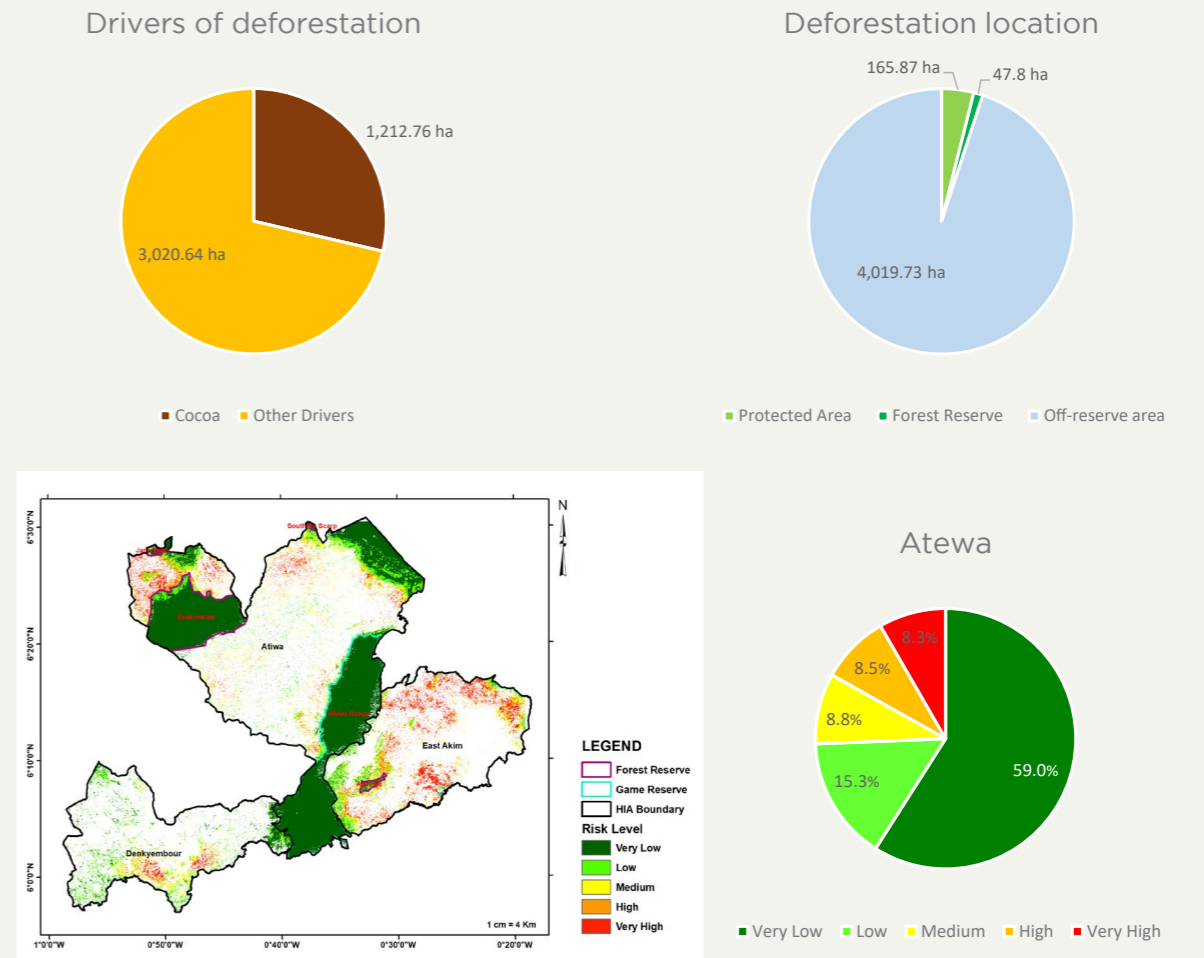 Drivers of deforestation
1,212.76 ha
3,020.64 ha
Cocoa Other Drivers
Deforestation location
165.87 ha
47.8 ha
4,019.73 ha
Protected Area Forest Reserve Off-reserve area
6°30'0"N
6°20'0"N
6°10'0"N
6°0'0"N
1°0'0"W 0°50'0"W 0°40'0"W 0°30'0"W 0°20'0"W
N
Atiwa
East Akim
Denkyembour
1 cm = 4 Km
LEGEND
Forest Reserve
Game Reserve
HIA Boundary
Risk Level
Very Low
Low
Medium
High
Very High
Atewa
8.3%
8.5%
8.8%
15.3%
59.0%
Very Low Low Medium High Very High